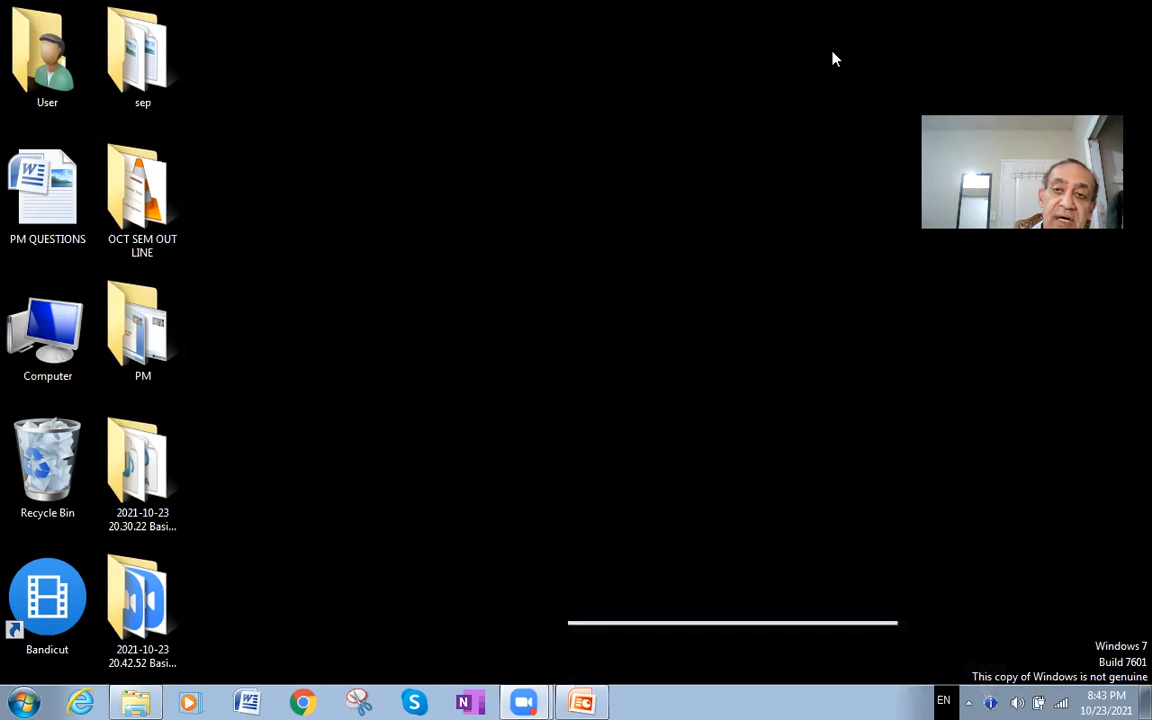 User
sep
PM QUESTIONS
OCT SEM OUT
LINE
Computer
PM
Recycle Bin
2021-10-23
20.30.22 Basi...
Bandicut
2021-10-23
20.42.52 Basi...
Windows 7
Build 7601
This copy of Windows is not genuine
EN
8:43 PM
10/23/2021